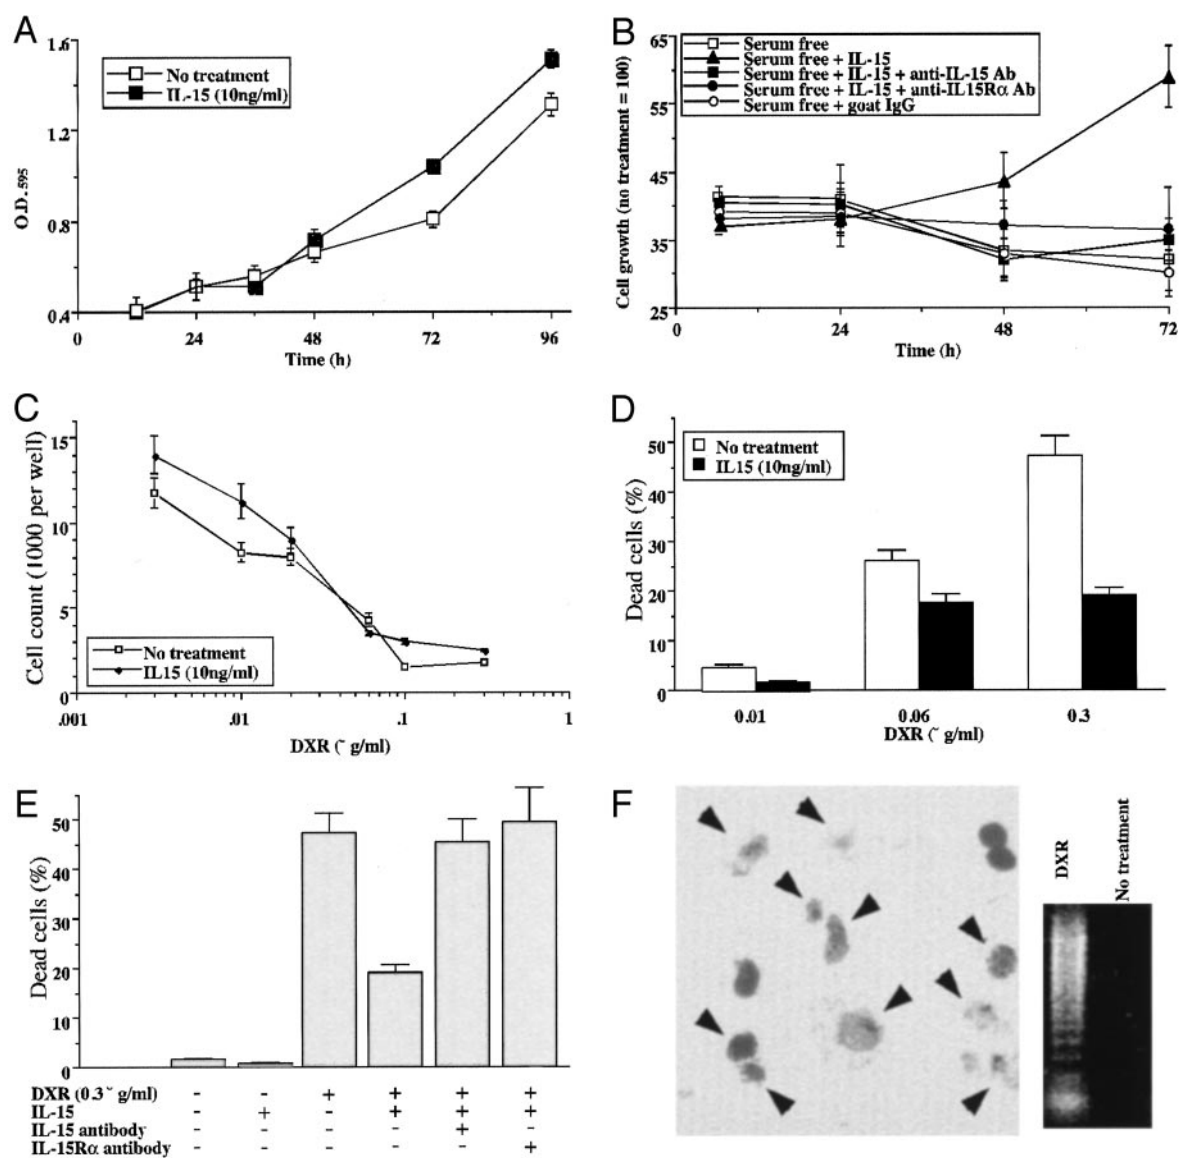 A
1.6
1.2
0.8
0.4
O.D. 595
No treatment
IL-15 (10ng/ml)
0 24 48 72 96
Time (h)
B
65
55
45
35
25
Cell growth (no treatment = 100)
Serum free
Serum free + IL-15
Serum free + IL-15 + anti-IL-15 Ab
Serum free + IL-15 + anti-IL15Rα Ab
Serum free + goat IgG
0 24 48 72
Time (h)
C
15
10
5
0
Cell count (1000 per well)
No treatment
IL15 (10ng/ml)
.001 .01 .1 1
DXR (˜ g/ml)
D
50
40
30
20
10
0
Dead cells (%)
No treatment
IL15 (10ng/ml)
0.01 0.06 0.3
DXR (˜ g/ml)
E
50
40
30
20
10
0
Dead cells (%)
DXR (0.3˜ g/ml) - - + + + +
IL-15 - + - + + +
IL-15 antibody - - - - + -
IL-15Rα antibody - - - - - +
F
DXR
No treatment